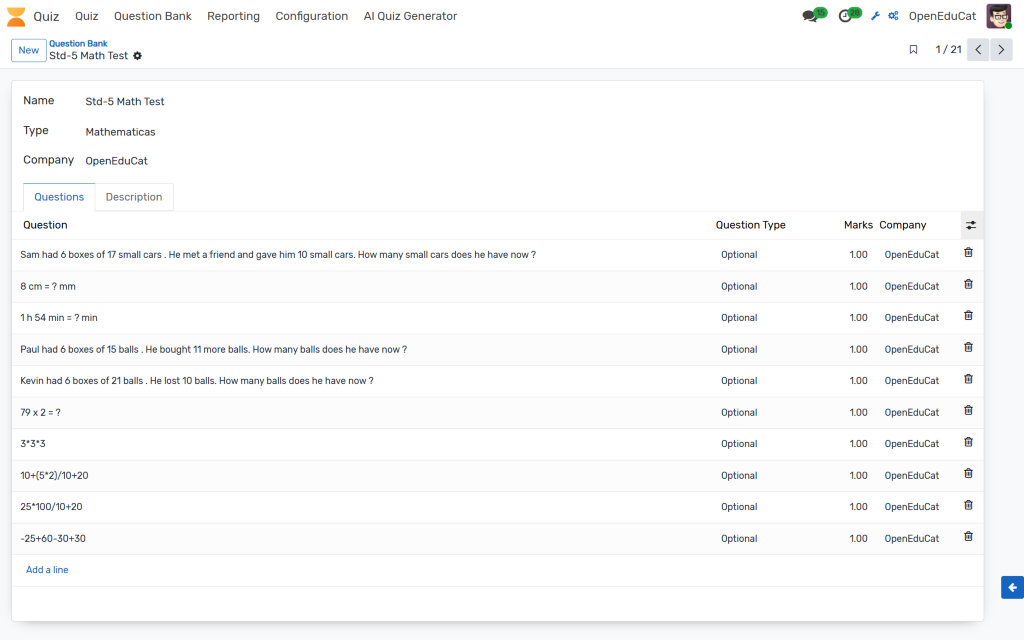 Quiz Quiz Question Bank Reporting Configuration AI Quiz Generator 15 26 OpenEduCat
New Question Bank
Std-5 Math Test 1 / 21
Name Std-5 Math Test
Type Mathematicas
Company OpenEduCat
Questions Description
Question Question Type Marks Company
Sam had 6 boxes of 17 small cars . He met a friend and gave him 10 small cars. How many small cars does he have now ? Optional 1.00 OpenEduCat
8 cm = ? mm Optional 1.00 OpenEduCat
1 h 54 min = ? min Optional 1.00 OpenEduCat
Paul had 6 boxes of 15 balls . He bought 11 more balls. How many balls does he have now ? Optional 1.00 OpenEduCat
Kevin had 6 boxes of 21 balls . He lost 10 balls. How many balls does he have now ? Optional 1.00 OpenEduCat
79 x 2 = ? Optional 1.00 OpenEduCat
3*3*3 Optional 1.00 OpenEduCat
10+(5*2)/10+20 Optional 1.00 OpenEduCat
25*100/10+20 Optional 1.00 OpenEduCat
-25+60-30+30 Optional 1.00 OpenEduCat
Add a line